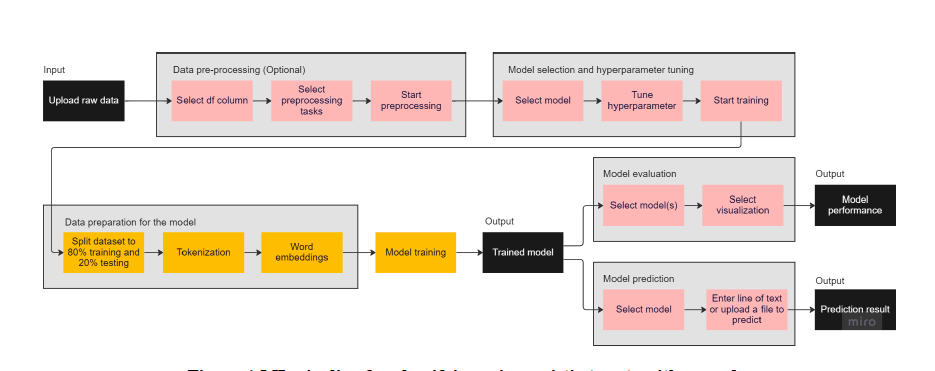 Input
Upload raw data
Data pre-processing (Optional)
Select df column
Select
preprocessing
tasks
Start
preprocessing
Model selection and hyperparameter tuning
Select model
Tune
hyperparameter
Start training
Data preparation for the model
Split dataset to
80% training and
20% testing
Tokenization
Word
embeddings
Model training
Output
Trained model
Model evaluation
Select model(s)
Select
visualization
Output
Model
performance
Model prediction
Select model
Enter line of text
or upload a file to
predict
Output
Prediction result
miro